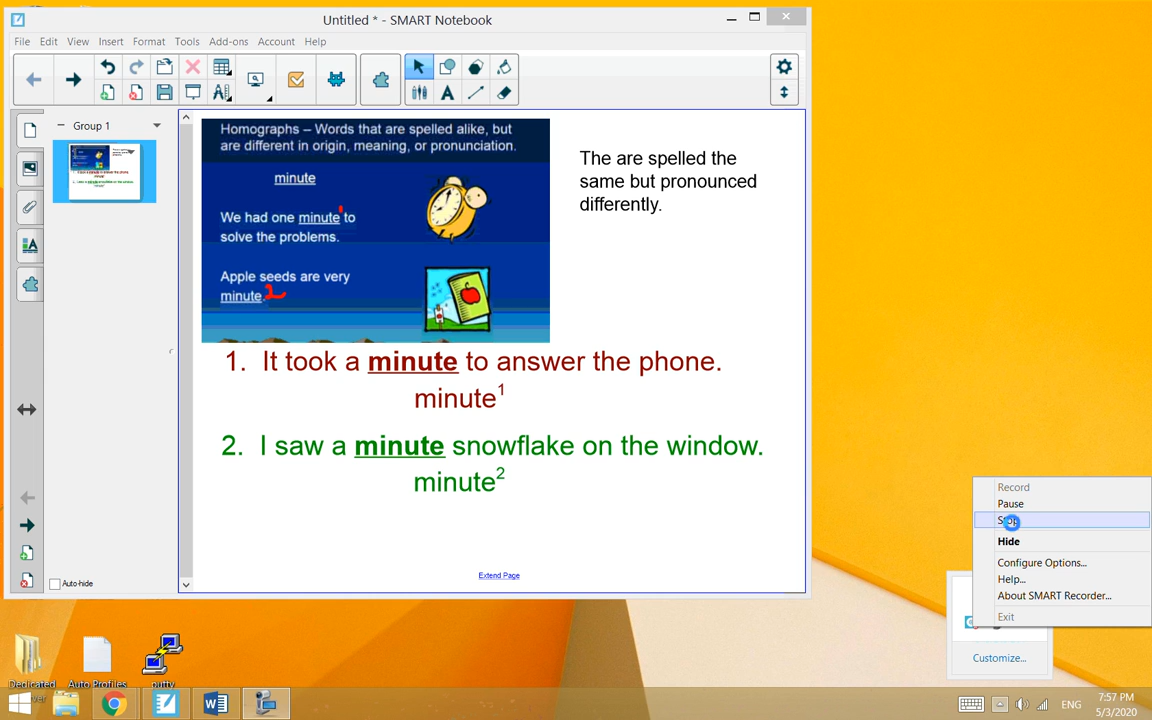 Untitled * - SMART Notebook
File Edit View Insert Format Tools Add-ons Account Help
Group 1
Homographs – Words that are spelled alike, but
are different in origin, meaning, or pronunciation.
minute
We had one minute 1 to
solve the problems.
Apple seeds are very
minute. 2
The are spelled the
same but pronounced
differently.
1. It took a minute to answer the phone.
minute¹
2. I saw a minute snowflake on the window.
minute²
Extend Page
Auto-hide
Record
Pause
Stop
Hide
Configure Options...
Help...
About SMART Recorder...
Exit
Customize...
Dedicated
Auto Profiles
putty
ENG
7:57 PM
5/3/2020